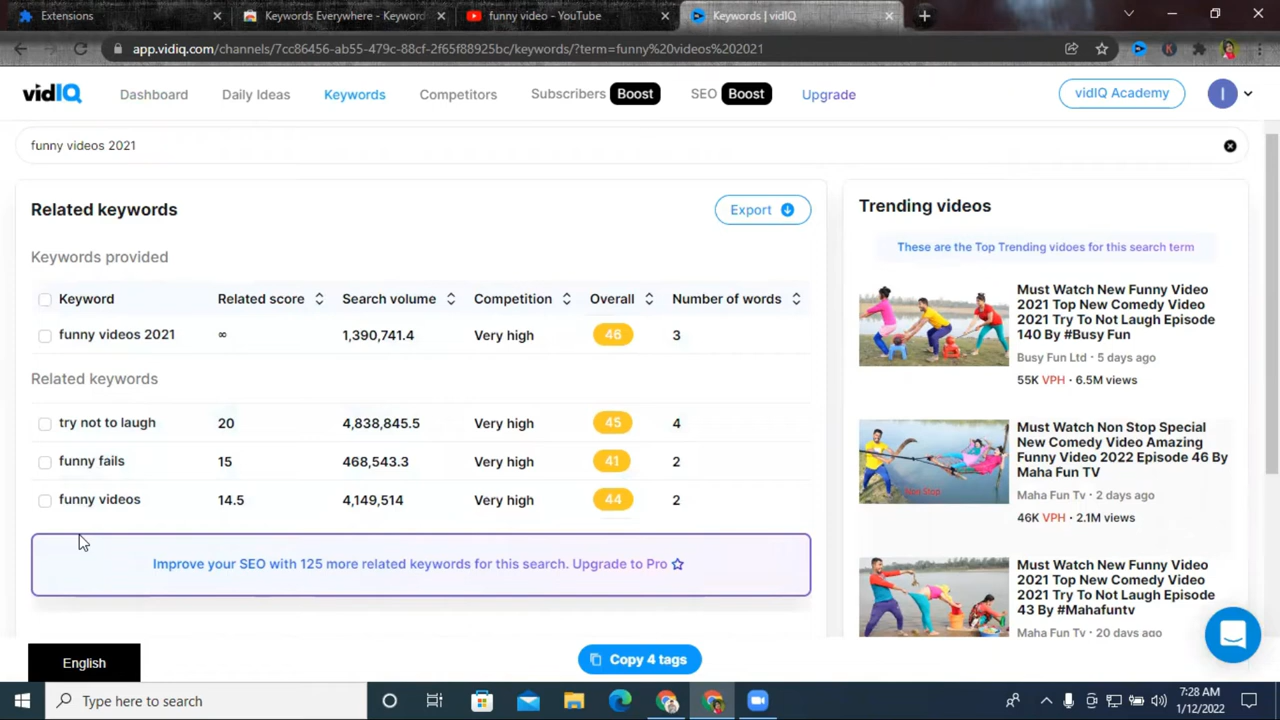 Extensions
Keywords Everywhere - Keyword
funny video - YouTube
Keywords | vidIQ
app.vidiq.com/channels/7cc86456-ab55-479c-88cf-2f65f88925bc/keywords/?term=funny%20videos%202021
K
vidIQ
Dashboard
Daily Ideas
Keywords
Competitors
Subscribers Boost
SEO Boost
Upgrade
vidIQ Academy
I
funny videos 2021
Related keywords
Export
Keywords provided
Keyword Related score Search volume Competition Overall Number of words
funny videos 2021 ∞ 1,390,741.4 Very high 46 3
Related keywords
try not to laugh 20 4,838,845.5 Very high 45 4
funny fails 15 468,543.3 Very high 41 2
funny videos 14.5 4,149,514 Very high 44 2
Improve your SEO with 125 more related keywords for this search. Upgrade to Pro
Trending videos
These are the Top Trending vidoes for this search term
Must Watch New Funny Video
2021 Top New Comedy Video
2021 Try To Not Laugh Episode
140 By #Busy Fun
Busy Fun Ltd · 5 days ago
55K VPH · 6.5M views
Must Watch Non Stop Special
New Comedy Video Amazing
Funny Video 2022 Episode 46 By
Maha Fun TV
Maha Fun Tv · 2 days ago
46K VPH · 2.1M views
Must Watch New Funny Video
2021 Top New Comedy Video
2021 Try To Not Laugh Episode
43 By #Mahafuntv
Maha Fun Tv · 20 days ago
English
Copy 4 tags
Type here to search
7:28 AM
1/12/2022